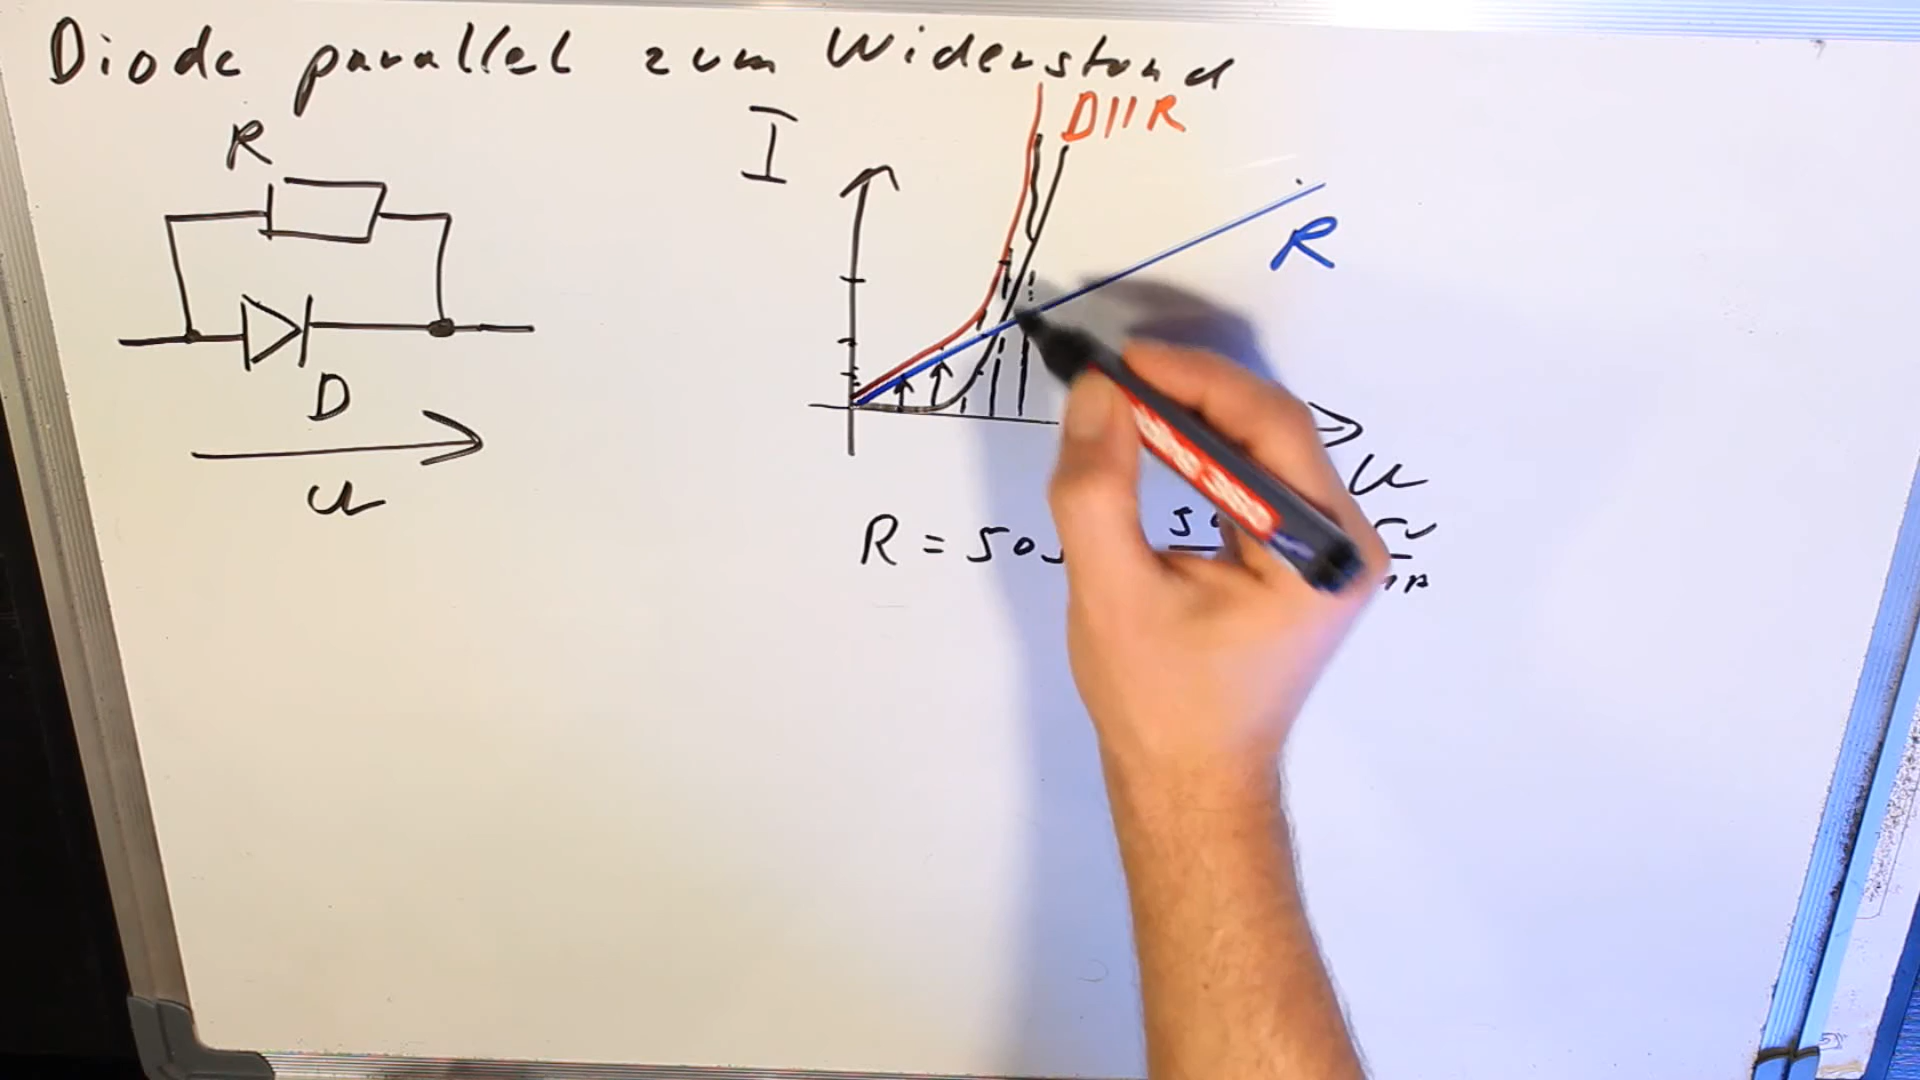 Diode parallel zum Widerstand
R
D
U
I
D||R
R
U
R = 50